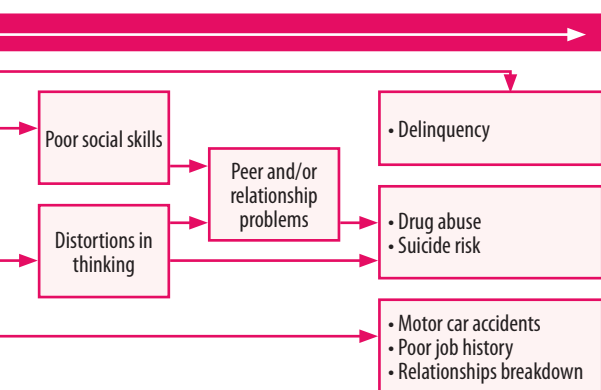 Poor social skills
Distortions in
thinking
Peer and/or
relationship
problems
• Delinquency
• Drug abuse
• Suicide risk
• Motor car accidents
• Poor job history
• Relationships breakdown